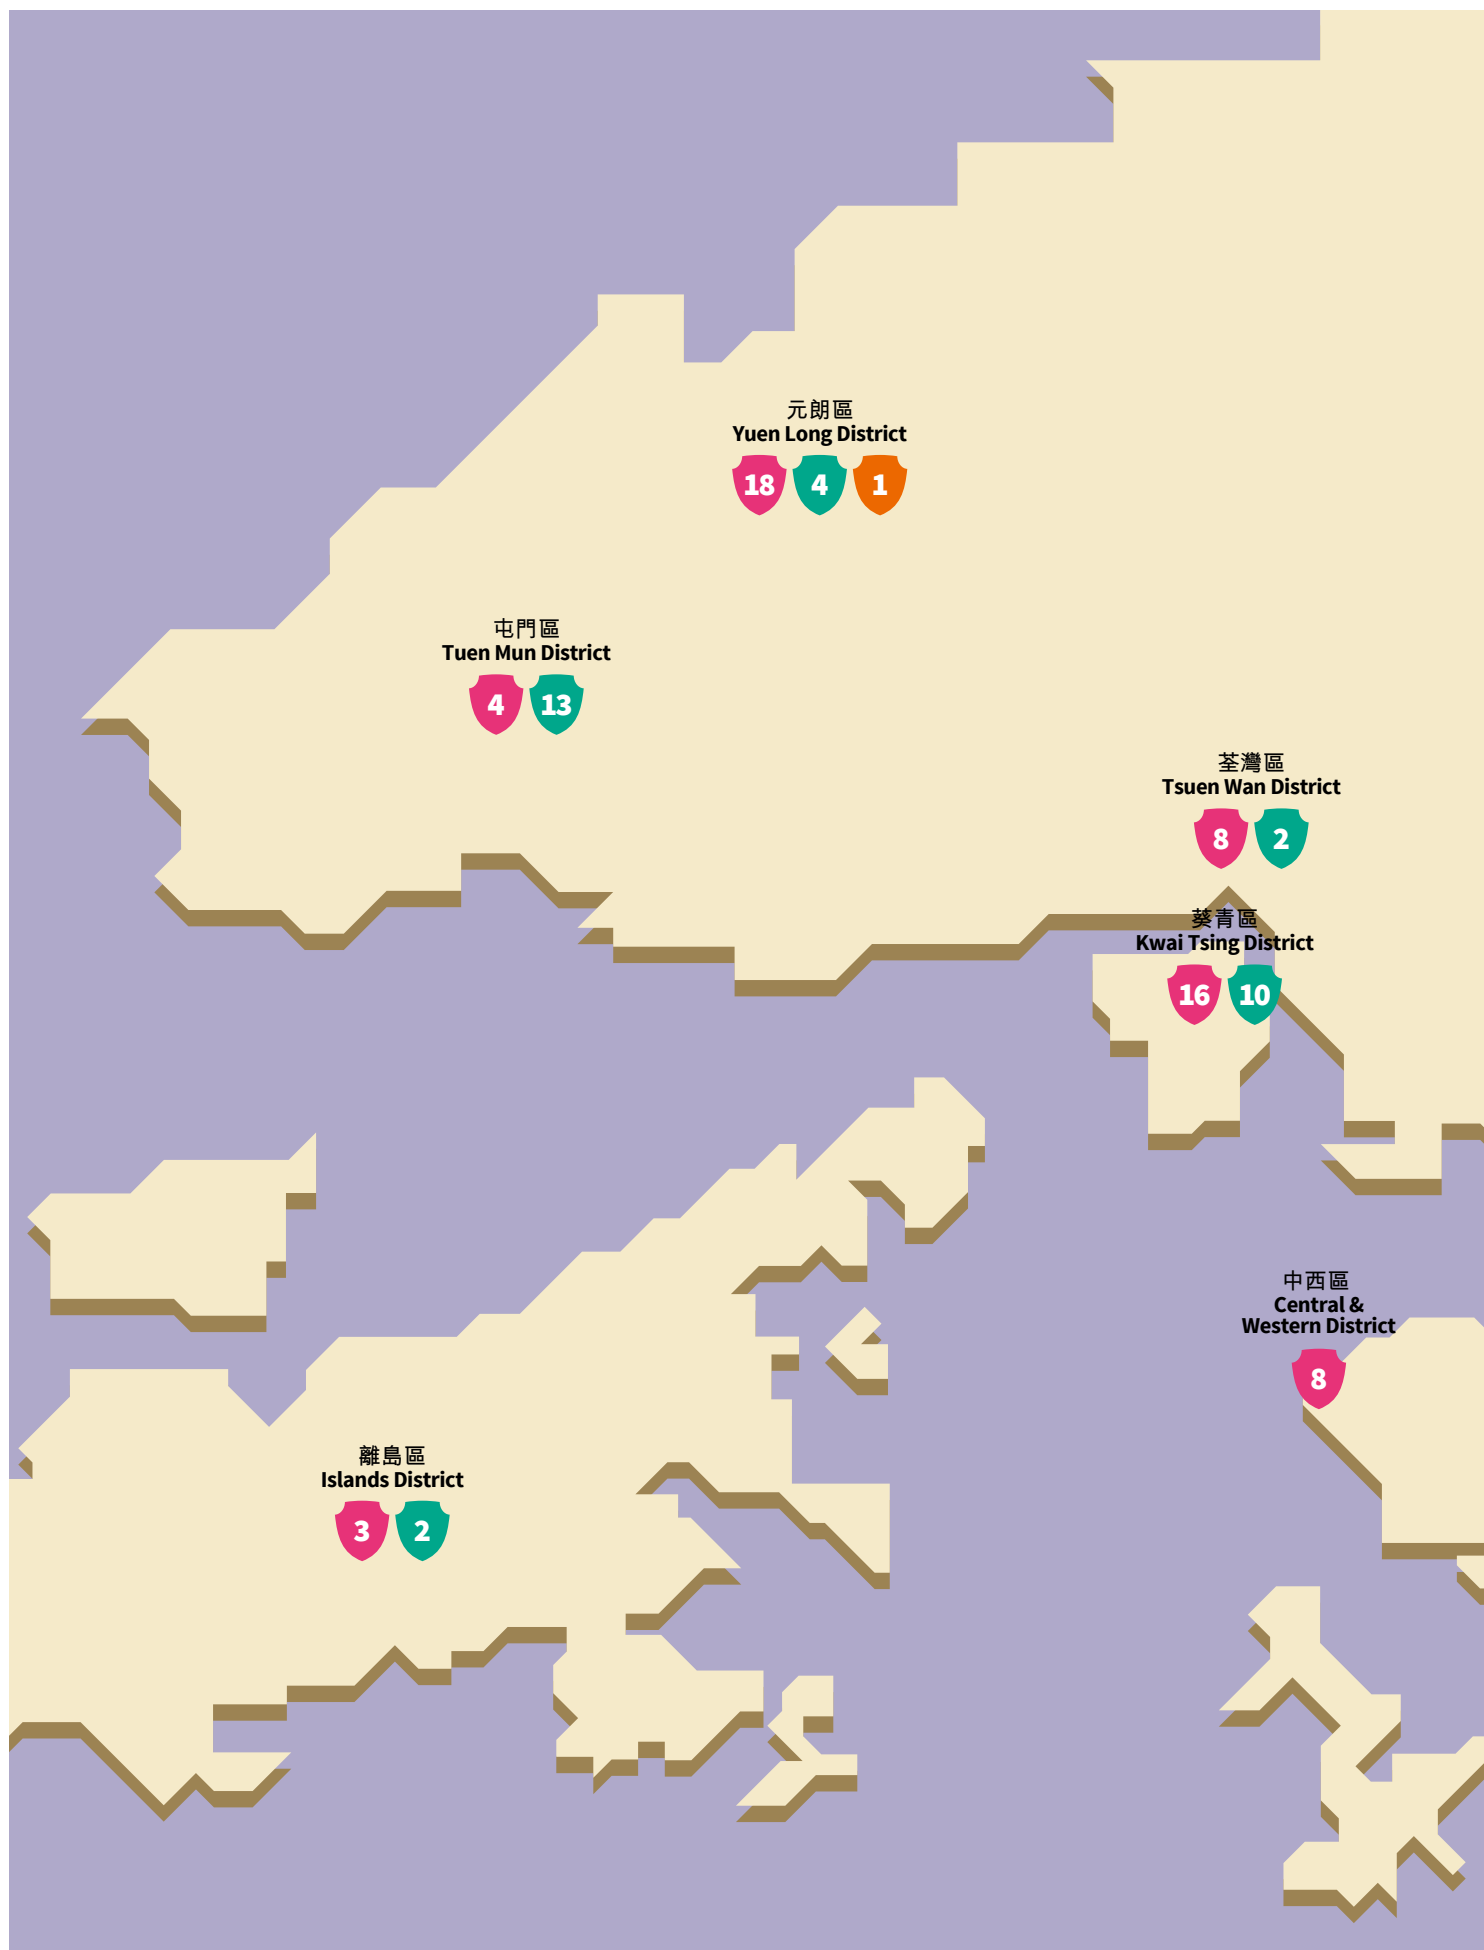 元朗區
Yuen Long District
18 4 1
屯門區
Tuen Mun District
4 13
荃灣區
Tsuen Wan District
8 2
葵青區
Kwai Tsing District
16 10
中西區
Central &
Western District
8
離島區
Islands District
3 2